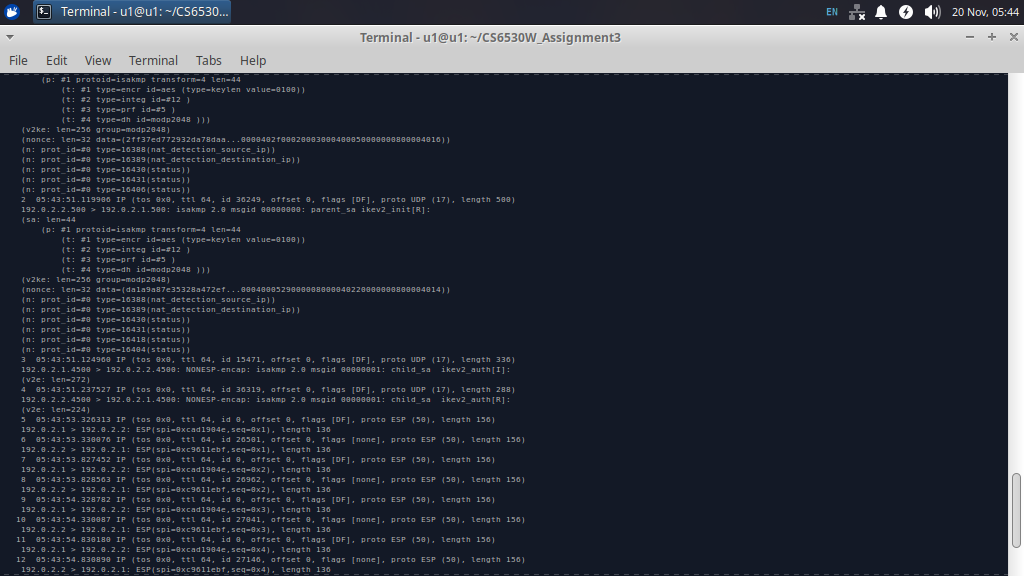 Terminal - u1@u1: ~/CS6530...
EN
20 Nov, 05:44
Terminal - u1@u1: ~/CS6530W_Assignment3
File Edit View Terminal Tabs Help
(p: #1 protoid=isakmp transform=4 len=44
(t: #1 type=encr id=aes (type=keylen value=0100))
(t: #2 type=integ id=#12 )
(t: #3 type=prf id=#5 )
(t: #4 type=dh id=modp2048 )))
(v2ke: len=256 group=modp2048)
(nonce: len=32 data=(2ff37ed772932da78daa...0000402f00020003000400050000000800004016))
(n: prot_id=#0 type=16388(nat_detection_source_ip))
(n: prot_id=#0 type=16389(nat_detection_destination_ip))
(n: prot_id=#0 type=16430(status))
(n: prot_id=#0 type=16431(status))
(n: prot_id=#0 type=16406(status))
2 05:43:51.119906 IP (tos 0x0, ttl 64, id 36249, offset 0, flags [DF], proto UDP (17), length 500)
192.0.2.2.500 > 192.0.2.1.500: isakmp 2.0 msgid 00000000: parent_sa ikev2_init[R]:
(sa: len=44
(p: #1 protoid=isakmp transform=4 len=44
(t: #1 type=encr id=aes (type=keylen value=0100))
(t: #2 type=integ id=#12 )
(t: #3 type=prf id=#5 )
(t: #4 type=dh id=modp2048 )))
(v2ke: len=256 group=modp2048)
(nonce: len=32 data=(da1a9a87e35328a472ef...0004000529000008000040220000000800004014))
(n: prot_id=#0 type=16388(nat_detection_source_ip))
(n: prot_id=#0 type=16389(nat_detection_destination_ip))
(n: prot_id=#0 type=16430(status))
(n: prot_id=#0 type=16431(status))
(n: prot_id=#0 type=16418(status))
(n: prot_id=#0 type=16404(status))
3 05:43:51.124960 IP (tos 0x0, ttl 64, id 15471, offset 0, flags [DF], proto UDP (17), length 336)
192.0.2.1.4500 > 192.0.2.2.4500: NONESP-encap: isakmp 2.0 msgid 00000001: child_sa ikev2_auth[I]:
(v2e: len=272)
4 05:43:51.237527 IP (tos 0x0, ttl 64, id 36319, offset 0, flags [DF], proto UDP (17), length 288)
192.0.2.2.4500 > 192.0.2.1.4500: NONESP-encap: isakmp 2.0 msgid 00000001: child_sa ikev2_auth[R]:
(v2e: len=224)
5 05:43:53.326313 IP (tos 0x0, ttl 64, id 0, offset 0, flags [DF], proto ESP (50), length 156)
192.0.2.1 > 192.0.2.2: ESP(spi=0xcad1904e,seq=0x1), length 136
6 05:43:53.330076 IP (tos 0x0, ttl 64, id 26501, offset 0, flags [none], proto ESP (50), length 156)
192.0.2.2 > 192.0.2.1: ESP(spi=0xc9611ebf,seq=0x1), length 136
7 05:43:53.827452 IP (tos 0x0, ttl 64, id 0, offset 0, flags [DF], proto ESP (50), length 156)
192.0.2.1 > 192.0.2.2: ESP(spi=0xcad1904e,seq=0x2), length 136
8 05:43:53.828563 IP (tos 0x0, ttl 64, id 26962, offset 0, flags [none], proto ESP (50), length 156)
192.0.2.2 > 192.0.2.1: ESP(spi=0xc9611ebf,seq=0x2), length 136
9 05:43:54.328782 IP (tos 0x0, ttl 64, id 0, offset 0, flags [DF], proto ESP (50), length 156)
192.0.2.1 > 192.0.2.2: ESP(spi=0xcad1904e,seq=0x3), length 136
10 05:43:54.330087 IP (tos 0x0, ttl 64, id 27041, offset 0, flags [none], proto ESP (50), length 156)
192.0.2.2 > 192.0.2.1: ESP(spi=0xc9611ebf,seq=0x3), length 136
11 05:43:54.830180 IP (tos 0x0, ttl 64, id 0, offset 0, flags [DF], proto ESP (50), length 156)
192.0.2.1 > 192.0.2.2: ESP(spi=0xcad1904e,seq=0x4), length 136
12 05:43:54.830890 IP (tos 0x0, ttl 64, id 27146, offset 0, flags [none], proto ESP (50), length 156)
192.0.2.2 > 192.0.2.1: ESP(spi=0xc9611ebf,seq=0x4), length 136